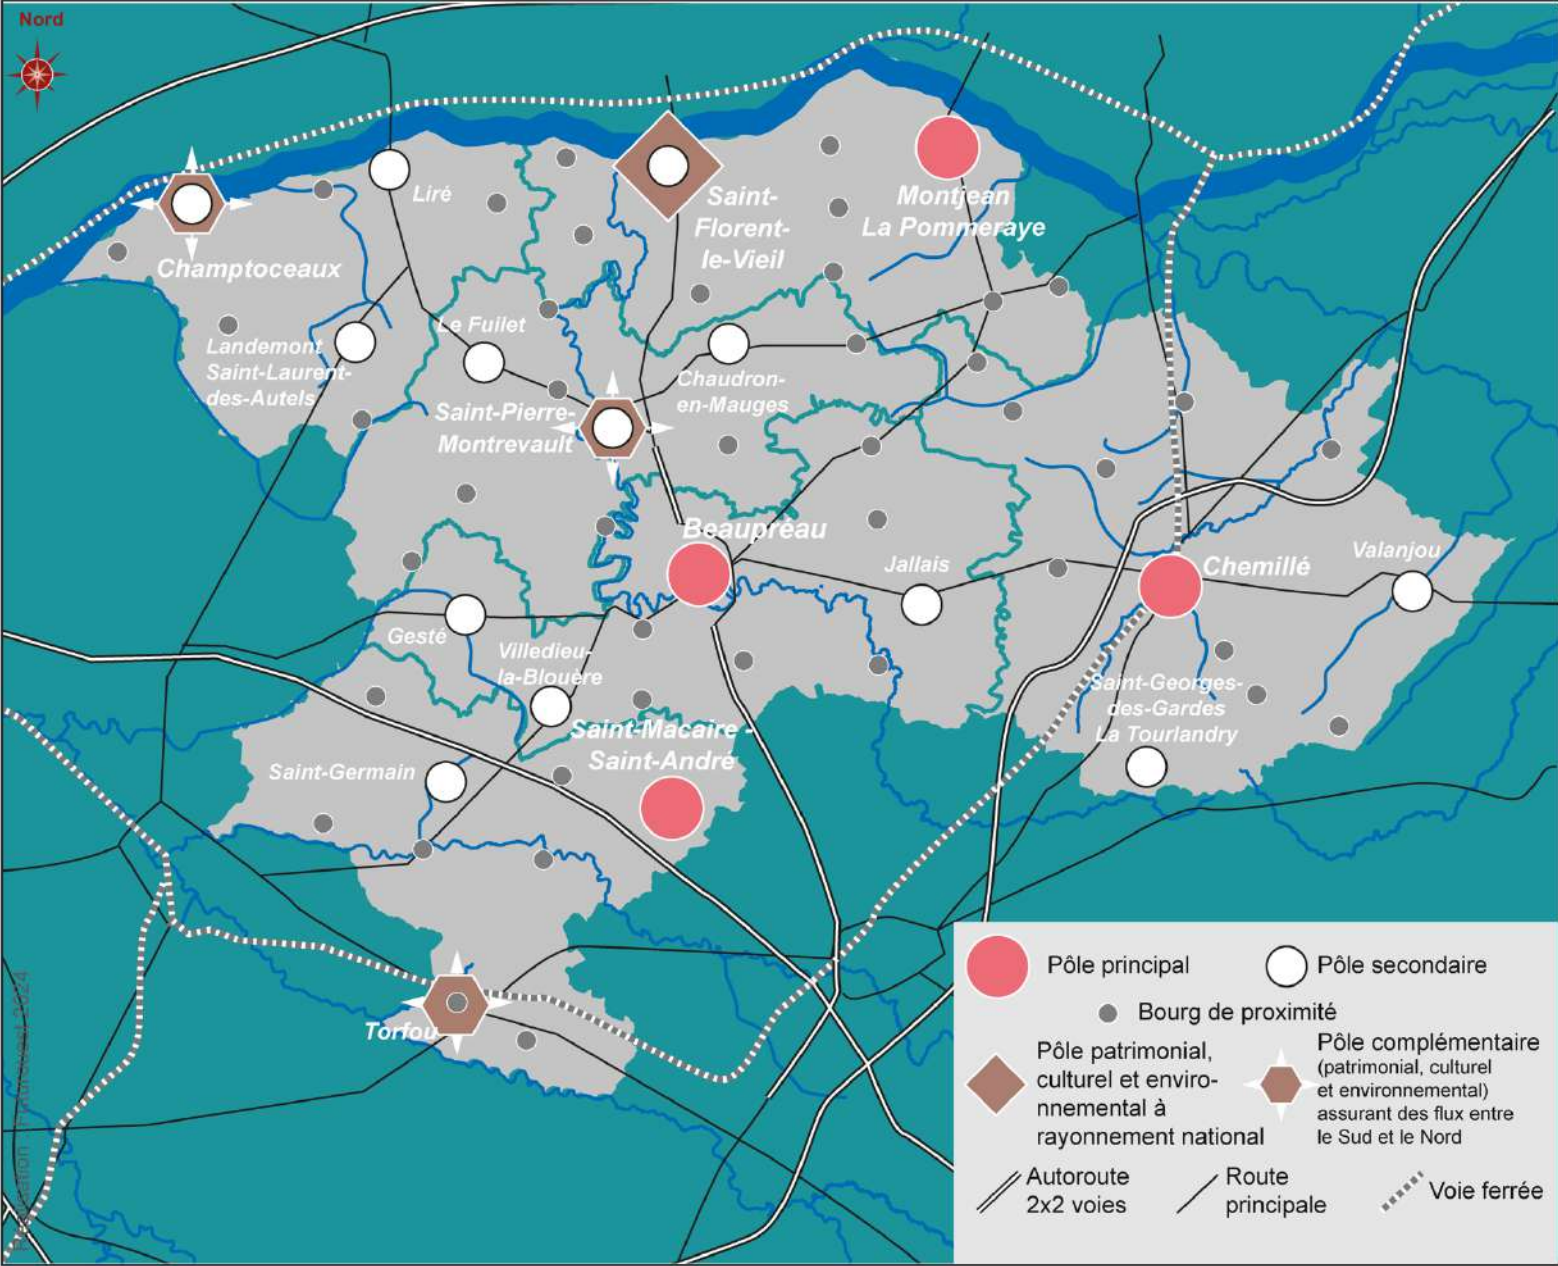 Nord
Liré
Saint-
Florent-
le-Vieil
Montjean
La Pommeraye
Champtoceaux
Le Fuilet
Landemont
Saint-Laurent-
des-Autels
Chaudron-
en-Mauges
Saint-Pierre-
Montrevault
Beaupréau
Jallais
Chemillé
Valanjou
Gesté
Villedieu-
la-Blouère
Saint-Georges-
des-Gardes
La Tourlandry
Saint-Macaire -
Saint-André
Saint-Germain
Torfou
Pôle principal
Pôle secondaire
Bourg de proximité
Pôle patrimonial,
culturel et enviro-
nnemental à
rayonnement national
Pôle complémentaire
(patrimonial, culturel
et environnemental)
assurant des flux entre
le Sud et le Nord
Autoroute
2x2 voies
Route
principale
Voie ferrée
2024